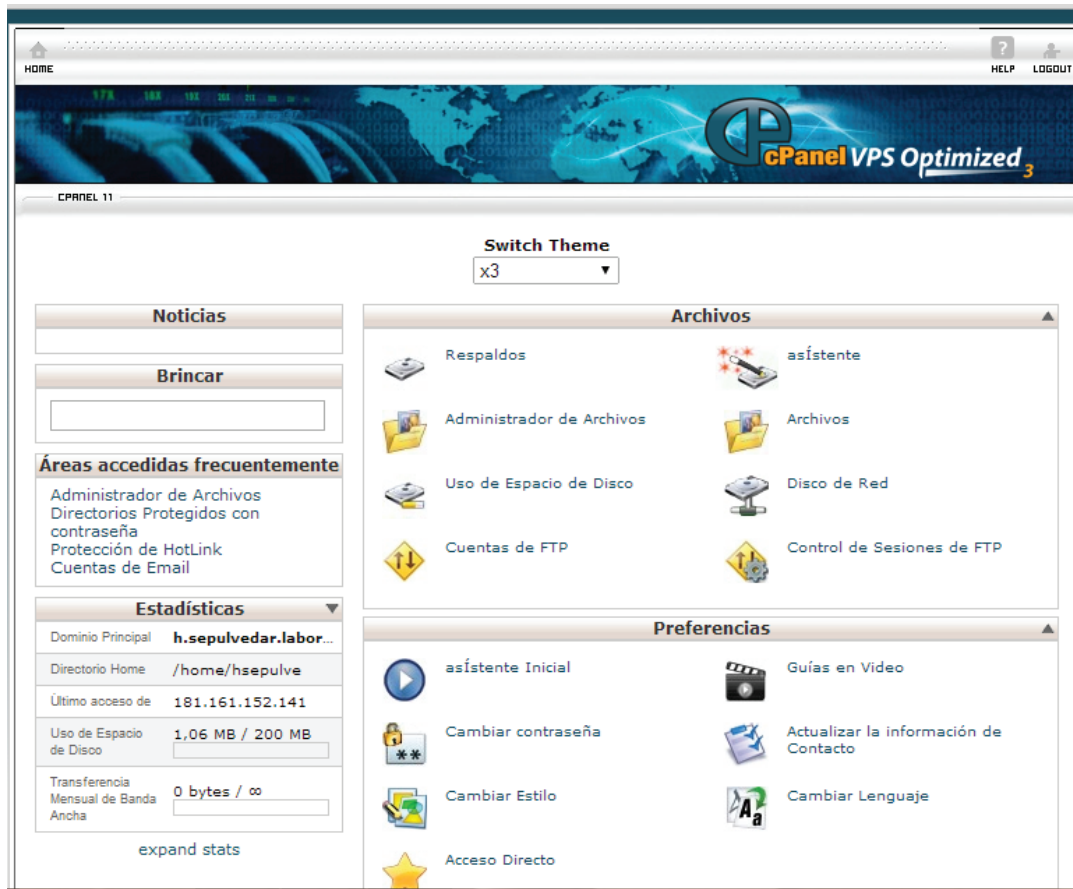 HOME
HELP LOGOUT
17X 18X 19X 20X 21X
cPanel VPS Optimized 3
CPANEL 11
Switch Theme
x3
Noticias
Brincar
Áreas accedidas frecuentemente
Administrador de Archivos
Directorios Protegidos con
contraseña
Protección de HotLink
Cuentas de Email
Estadísticas
Dominio Principal h.sepulvedar.labor...
Directorio Home /home/hsepulve
Último acceso de 181.161.152.141
Uso de Espacio
de Disco
1,06 MB / 200 MB
Transferencia
Mensual de Banda
Ancha
0 bytes / ∞
expand stats
Archivos
Respaldos
asÍstente
Administrador de Archivos
Archivos
Uso de Espacio de Disco
Disco de Red
Cuentas de FTP
Control de Sesiones de FTP
Preferencias
asÍstente Inicial
Guías en Video
Cambiar contraseña
Actualizar la información de
Contacto
Cambiar Estilo
Cambiar Lenguaje
Acceso Directo